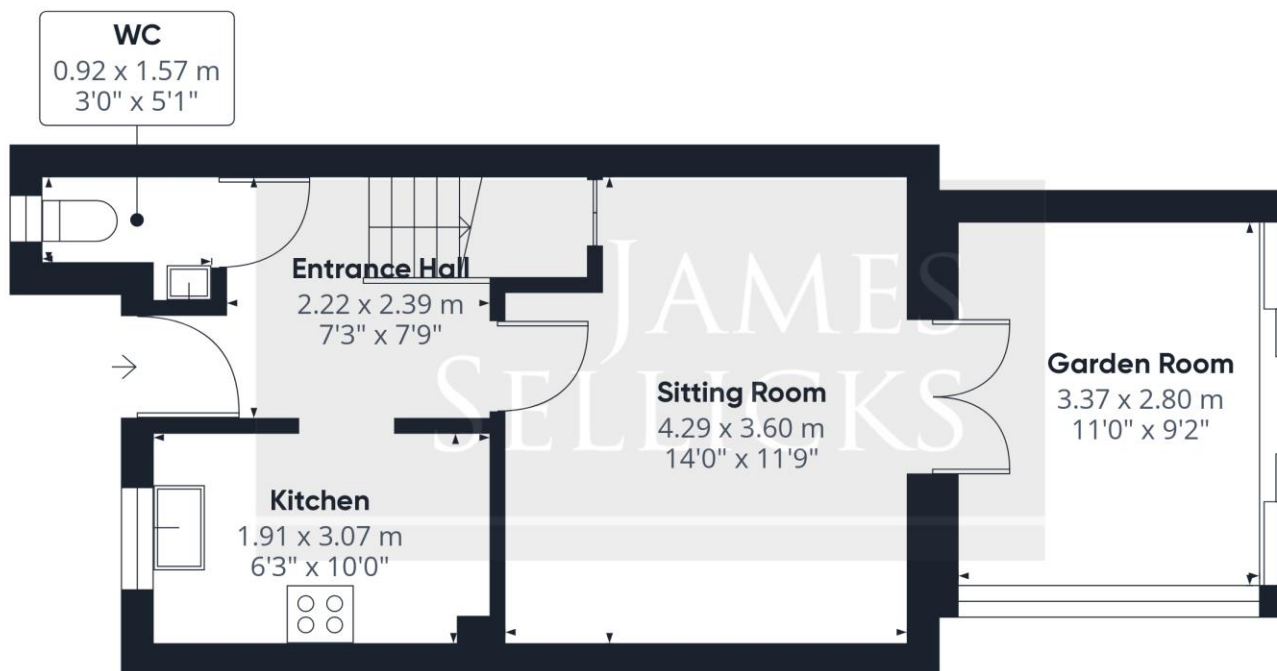 WC
0.92 x 1.57 m
3'0" x 5'1"
Entrance Hall
2.22 x 2.39 m
7'3" x 7'9"
Kitchen
1.91 x 3.07 m
6'3" x 10'0"
Sitting Room
4.29 x 3.60 m
14'0" x 11'9"
Garden Room
3.37 x 2.80 m
11'0" x 9'2"
JAMES
SELLICKS